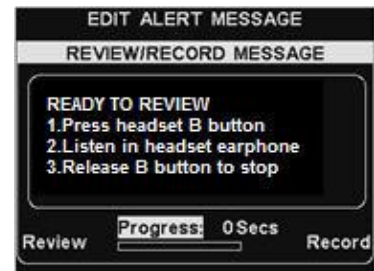 EDIT ALERT MESSAGE
REVIEW/RECORD MESSAGE
READY TO REVIEW
1.Press headset B button
2.Listen in headset earphone
3.Release B button to stop
Progress: 0Secs
Review Record